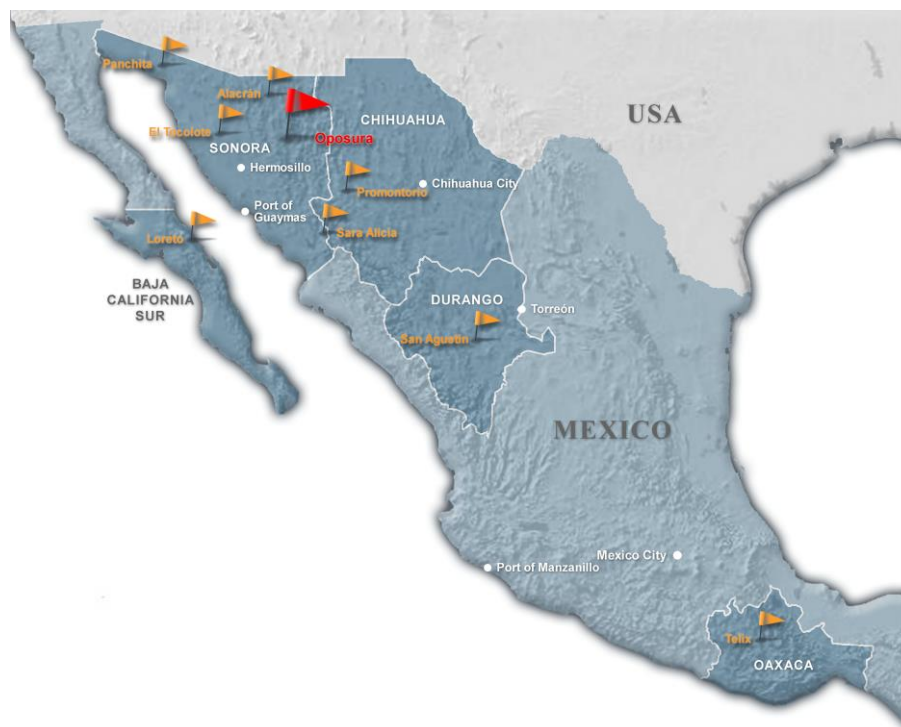 Panchita
Alacrán
El Tecolote
Oposura
CHIHUAHUA
USA
SONORA
Hermosillo
Chihuahua City
Promontorio
Port of
Guaymas
Sara Alicia
Loreto
BAJA
CALIFORNIA
SUR
DURANGO
Torreón
San Agustin
MEXICO
Mexico City
Port of Manzanillo
Telix
OAXACA